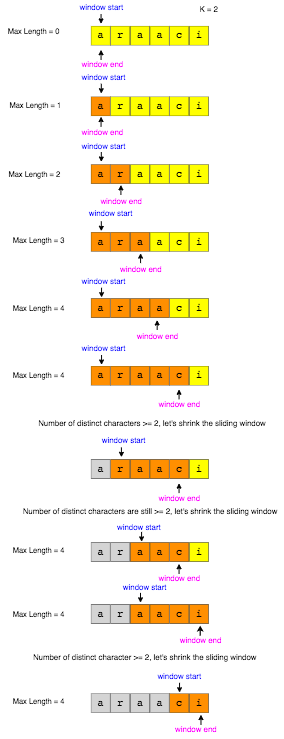 window start K = 2
Max Length = 0 a r a a c i
window end
window start
Max Length = 1 a r a a c i
window end
window start
Max Length = 2 a r a a c i
window end
window start
Max Length = 3 a r a a c i
window end
window start
Max Length = 4 a r a a c i
window end
window start
Max Length = 4 a r a a c i
window end
Number of distinct characters >= 2, let's shrink the sliding window
window start
a r a a c i
window end
Number of distinct characters are still >= 2, let's shrink the sliding window
window start
Max Length = 4 a r a a c i
window end
window start
Max Length = 4 a r a a c i
window end
Number of distinct character >= 2, let's shrink the sliding window
window start
Max Length = 4 a r a a c i
window end